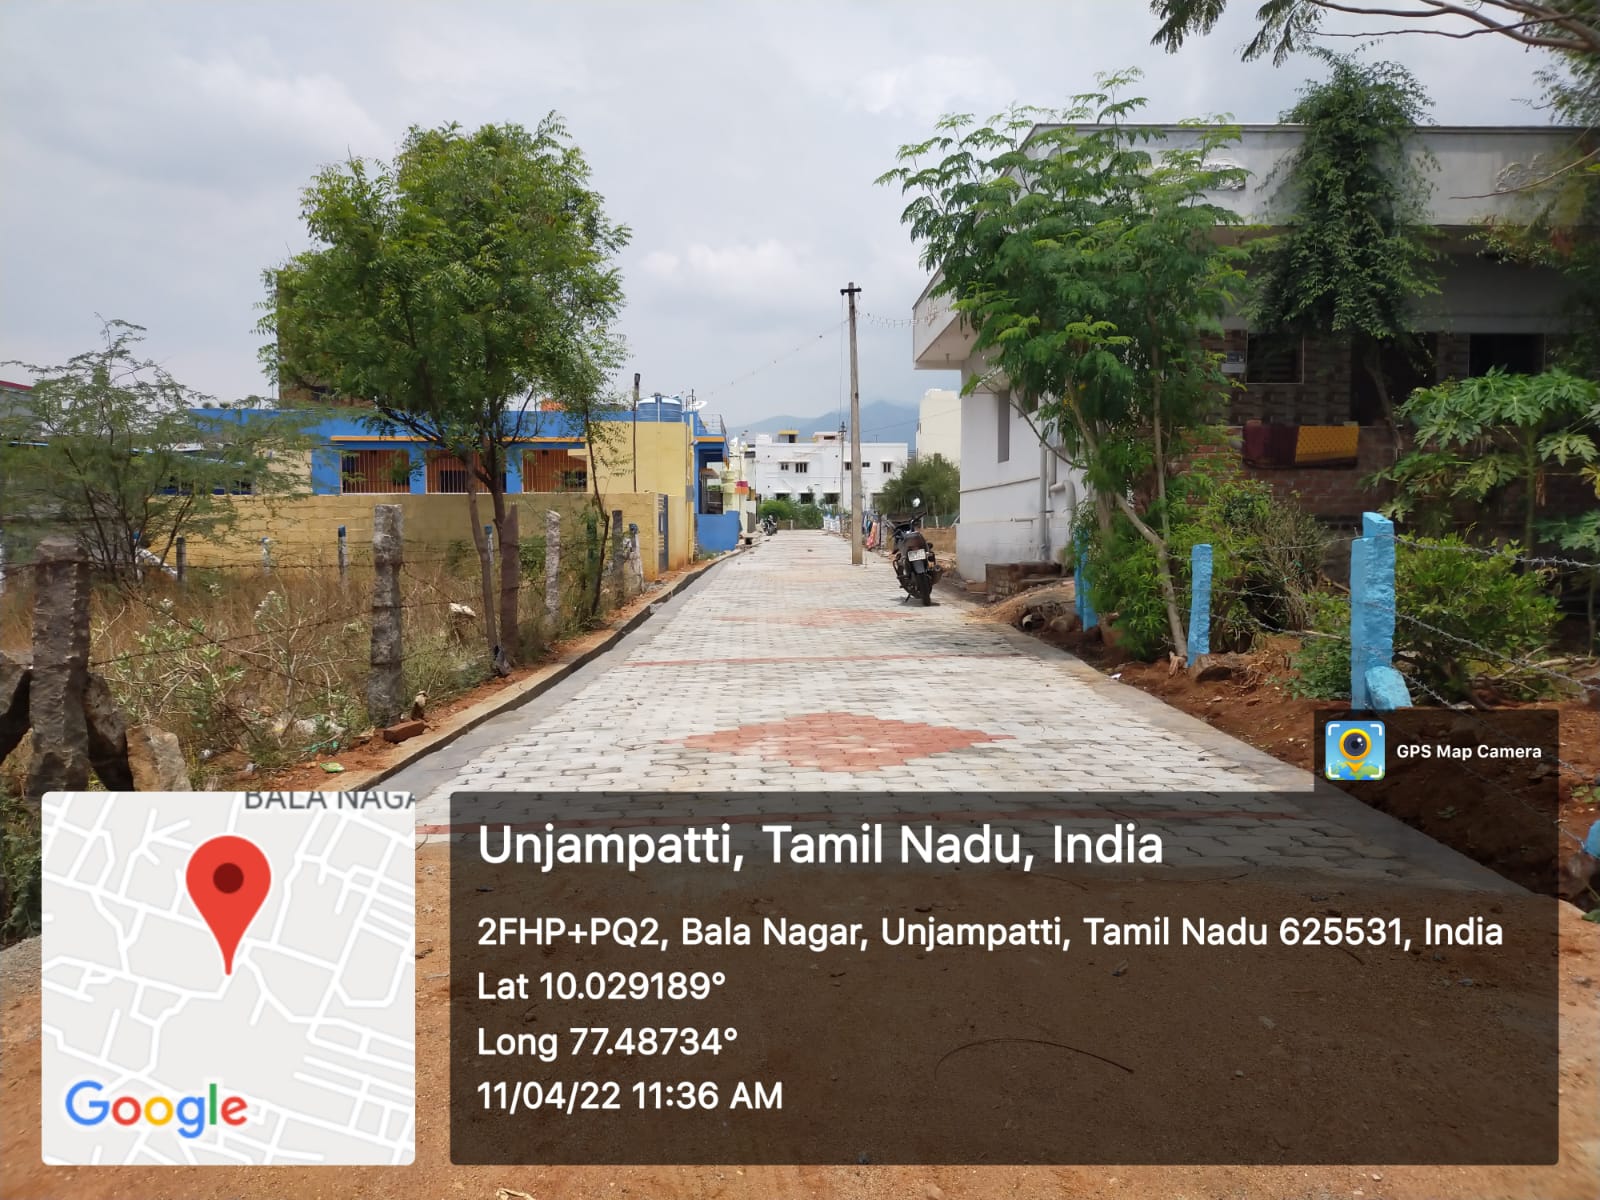 GPS Map Camera
BALA NAGA
Google
Unjampatti, Tamil Nadu, India
2FHP+PQ2, Bala Nagar, Unjampatti, Tamil Nadu 625531, India
Lat 10.029189°
Long 77.48734°
11/04/22 11:36 AM